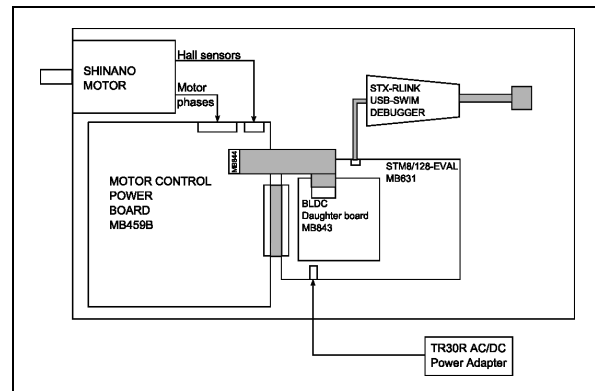 SHINANO
MOTOR
Hall sensors
Motor
phases
STX-RLINK
USB-SWIM
DEBUGGER
MB844
STM8/128-EVAL
MB631
MOTOR CONTROL
POWER
BOARD
MB459B
BLDC
Daughter board
MB843
TR30R AC/DC
Power Adapter